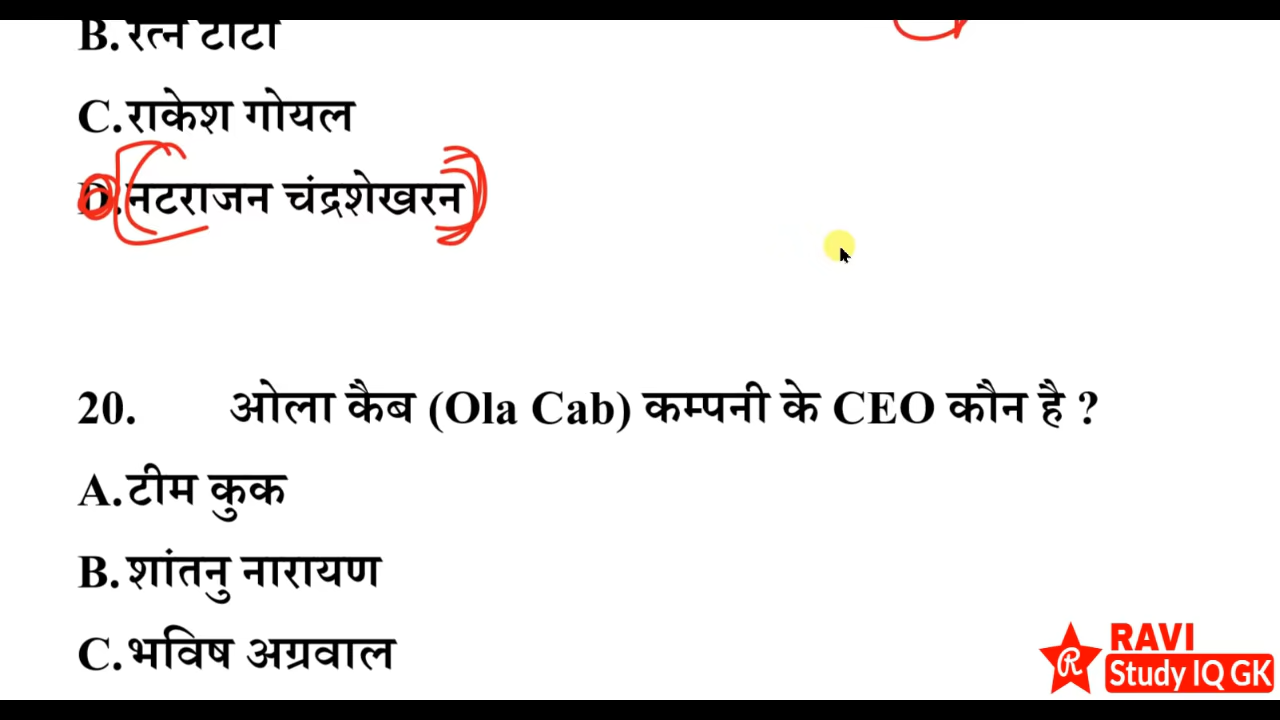 B. रत्न टाटा
C. राकेश गोयल
D. नटराजन चंद्रशेखरन
20. ओला कैब (Ola Cab) कम्पनी के CEO कौन है ?
A. टीम कुक
B. शांतनु नारायण
C. भविष अग्रवाल
R RAVI
Study IQ GK